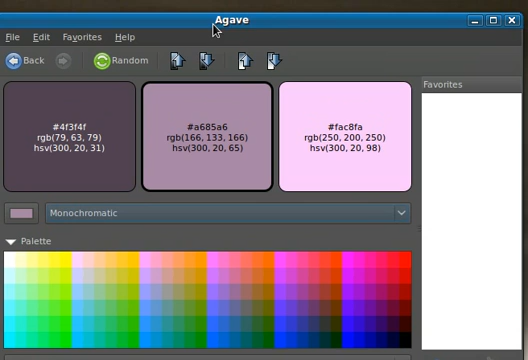 Agave
File Edit Favorites Help
Back Random
Favorites
#4f3f4f
rgb(79, 63, 79)
hsv(300, 20, 31)
#a685a6
rgb(166, 133, 166)
hsv(300, 20, 65)
#fac8fa
rgb(250, 200, 250)
hsv(300, 20, 98)
Monochromatic
Palette